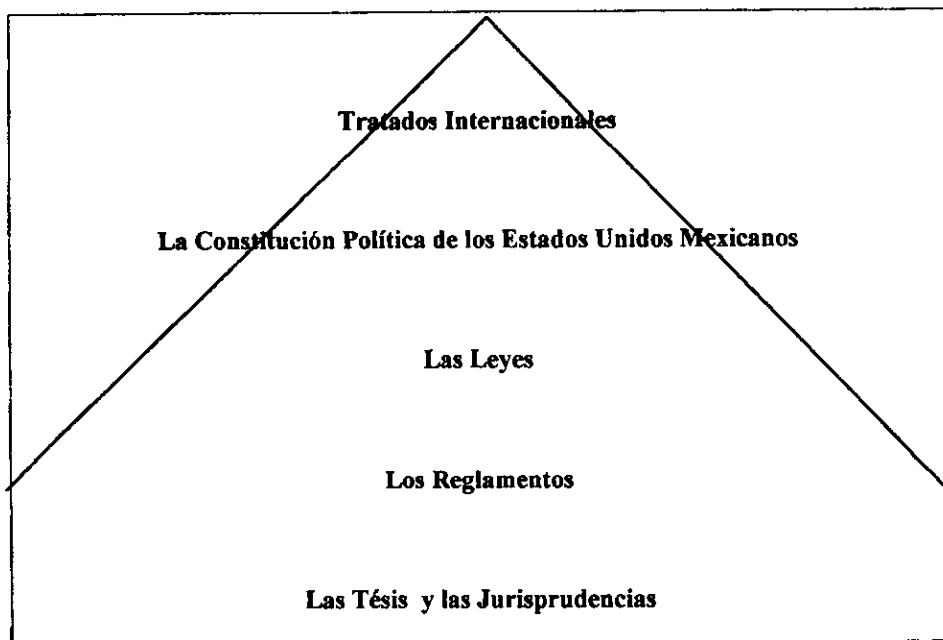 Tratados Internacionales
La Constitución Política de los Estados Unidos Mexicanos
Las Leyes
Los Reglamentos
Las Tésis y las Jurisprudencias